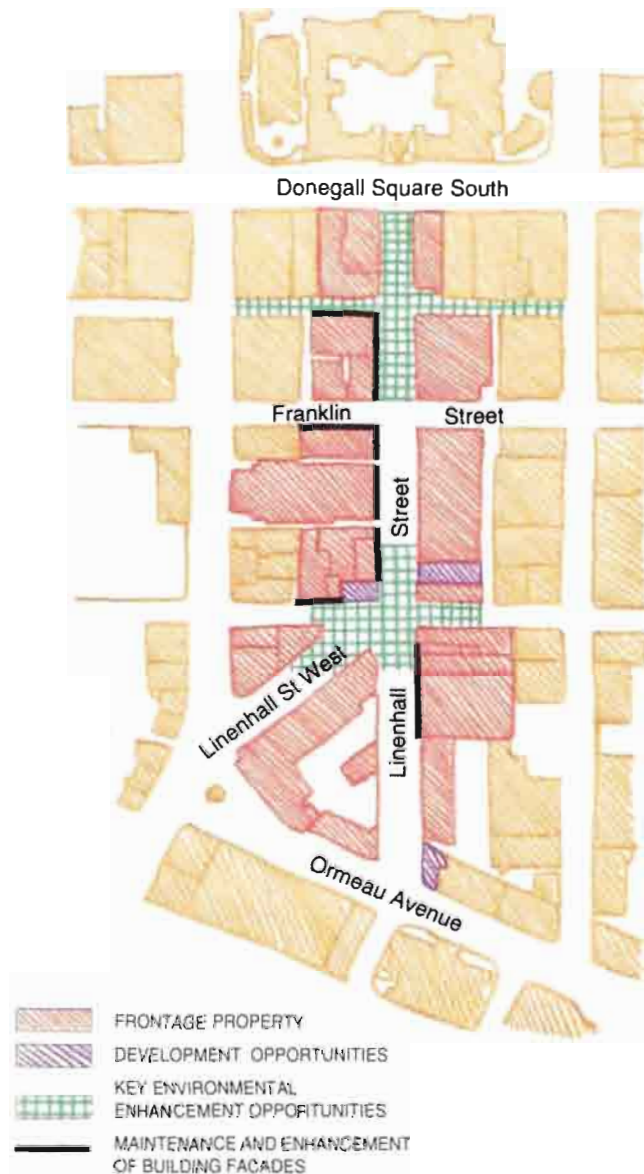 Donegall Square South
Franklin Street
Street
Linenhall St West
Linenhall
Ormeau Avenue
FRONTAGE PROPERTY
DEVELOPMENT OPPORTUNITIES
KEY ENVIRONMENTAL
ENHANCEMENT OPPORTUNITIES
MAINTENANCE AND ENHANCEMENT
OF BUILDING FACADES